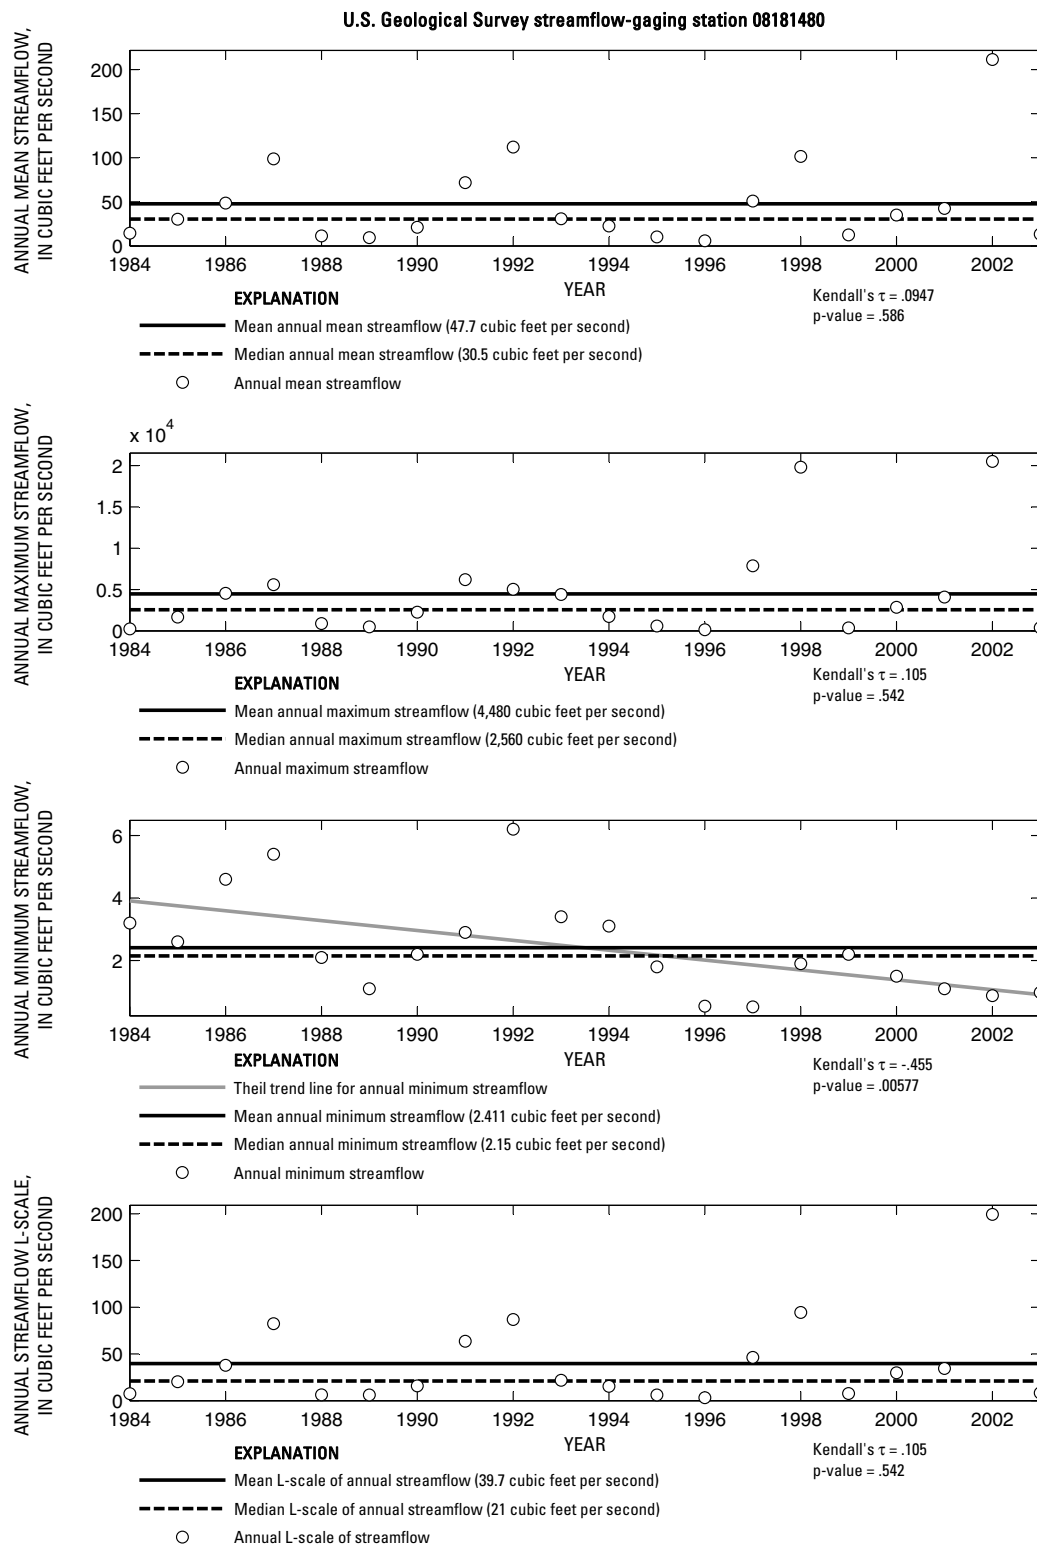 U.S. Geological Survey streamflow-gaging station 08181480
ANNUAL MEAN STREAMFLOW,
IN CUBIC FEET PER SECOND
200
150
100
50
0
1984 1986 1988 1990 1992 1994 1996 1998 2000 2002
YEAR
EXPLANATION
Mean annual mean streamflow (47.7 cubic feet per second)
Median annual mean streamflow (30.5 cubic feet per second)
Annual mean streamflow
Kendall's τ = .0947
p-value = .586
ANNUAL MAXIMUM STREAMFLOW,
IN CUBIC FEET PER SECOND
x 10^4
2
1.5
1
0.5
0
1984 1986 1988 1990 1992 1994 1996 1998 2000 2002
YEAR
EXPLANATION
Mean annual maximum streamflow (4,480 cubic feet per second)
Median annual maximum streamflow (2,560 cubic feet per second)
Annual maximum streamflow
Kendall's τ = .105
p-value = .542
ANNUAL MINIMUM STREAMFLOW,
IN CUBIC FEET PER SECOND
6
4
2
1984 1986 1988 1990 1992 1994 1996 1998 2000 2002
YEAR
EXPLANATION
Theil trend line for annual minimum streamflow
Mean annual minimum streamflow (2.411 cubic feet per second)
Median annual minimum streamflow (2.15 cubic feet per second)
Annual minimum streamflow
Kendall's τ = -.455
p-value = .00577
ANNUAL STREAMFLOW L-SCALE,
IN CUBIC FEET PER SECOND
200
150
100
50
0
1984 1986 1988 1990 1992 1994 1996 1998 2000 2002
YEAR
EXPLANATION
Mean L-scale of annual streamflow (39.7 cubic feet per second)
Median L-scale of annual streamflow (21 cubic feet per second)
Annual L-scale of streamflow
Kendall's τ = .105
p-value = .542